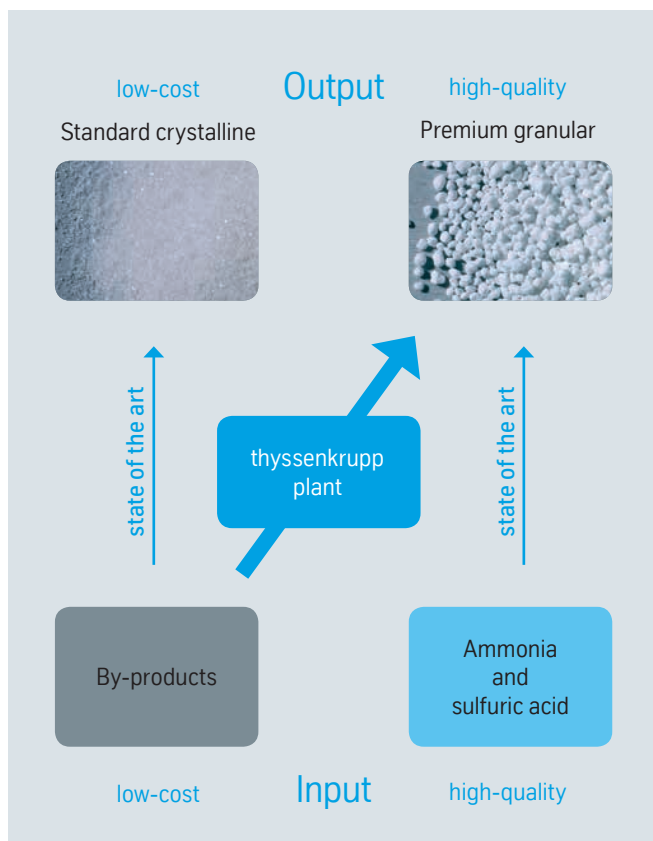 low-cost Output high-quality
Standard crystalline Premium granular
state of the art
thyssenkrupp
plant
state of the art
By-products
Ammonia
and
sulfuric acid
low-cost Input high-quality